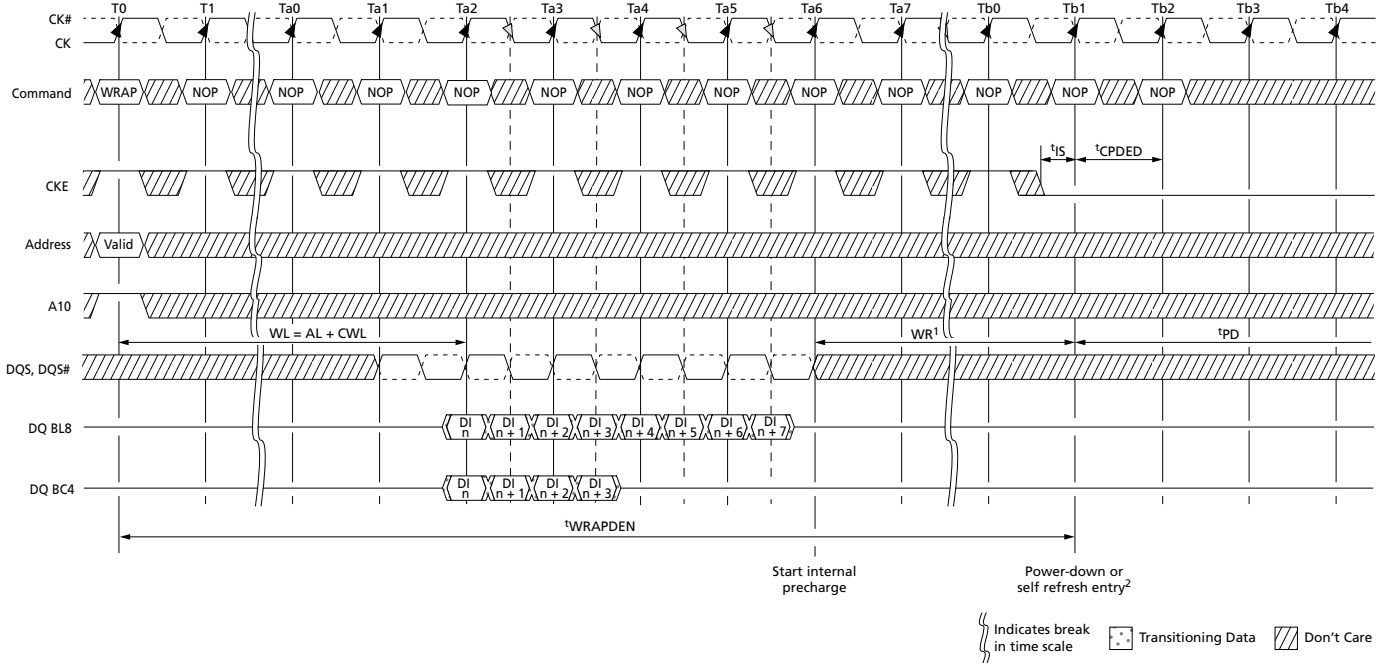 T0 T1 Ta0 Ta1 Ta2 Ta3 Ta4 Ta5 Ta6 Ta7 Tb0 Tb1 Tb2 Tb3 Tb4
CK#
CK
Command WRAP NOP NOP NOP NOP NOP NOP NOP NOP NOP NOP NOP NOP
tIS tCPDED
CKE
Address Valid
A10
WL = AL + CWL WR1 tPD
DQS, DQS#
DQ BL8 DI n DI n + 1 DI n + 2 DI n + 3 DI n + 4 DI n + 5 DI n + 6 DI n + 7
DQ BC4 DI n DI n + 1 DI n + 2 DI n + 3
tWRAPDEN
Start internal
precharge
Power-down or
self refresh entry2
Indicates break
in time scale
Transitioning Data
Don't Care